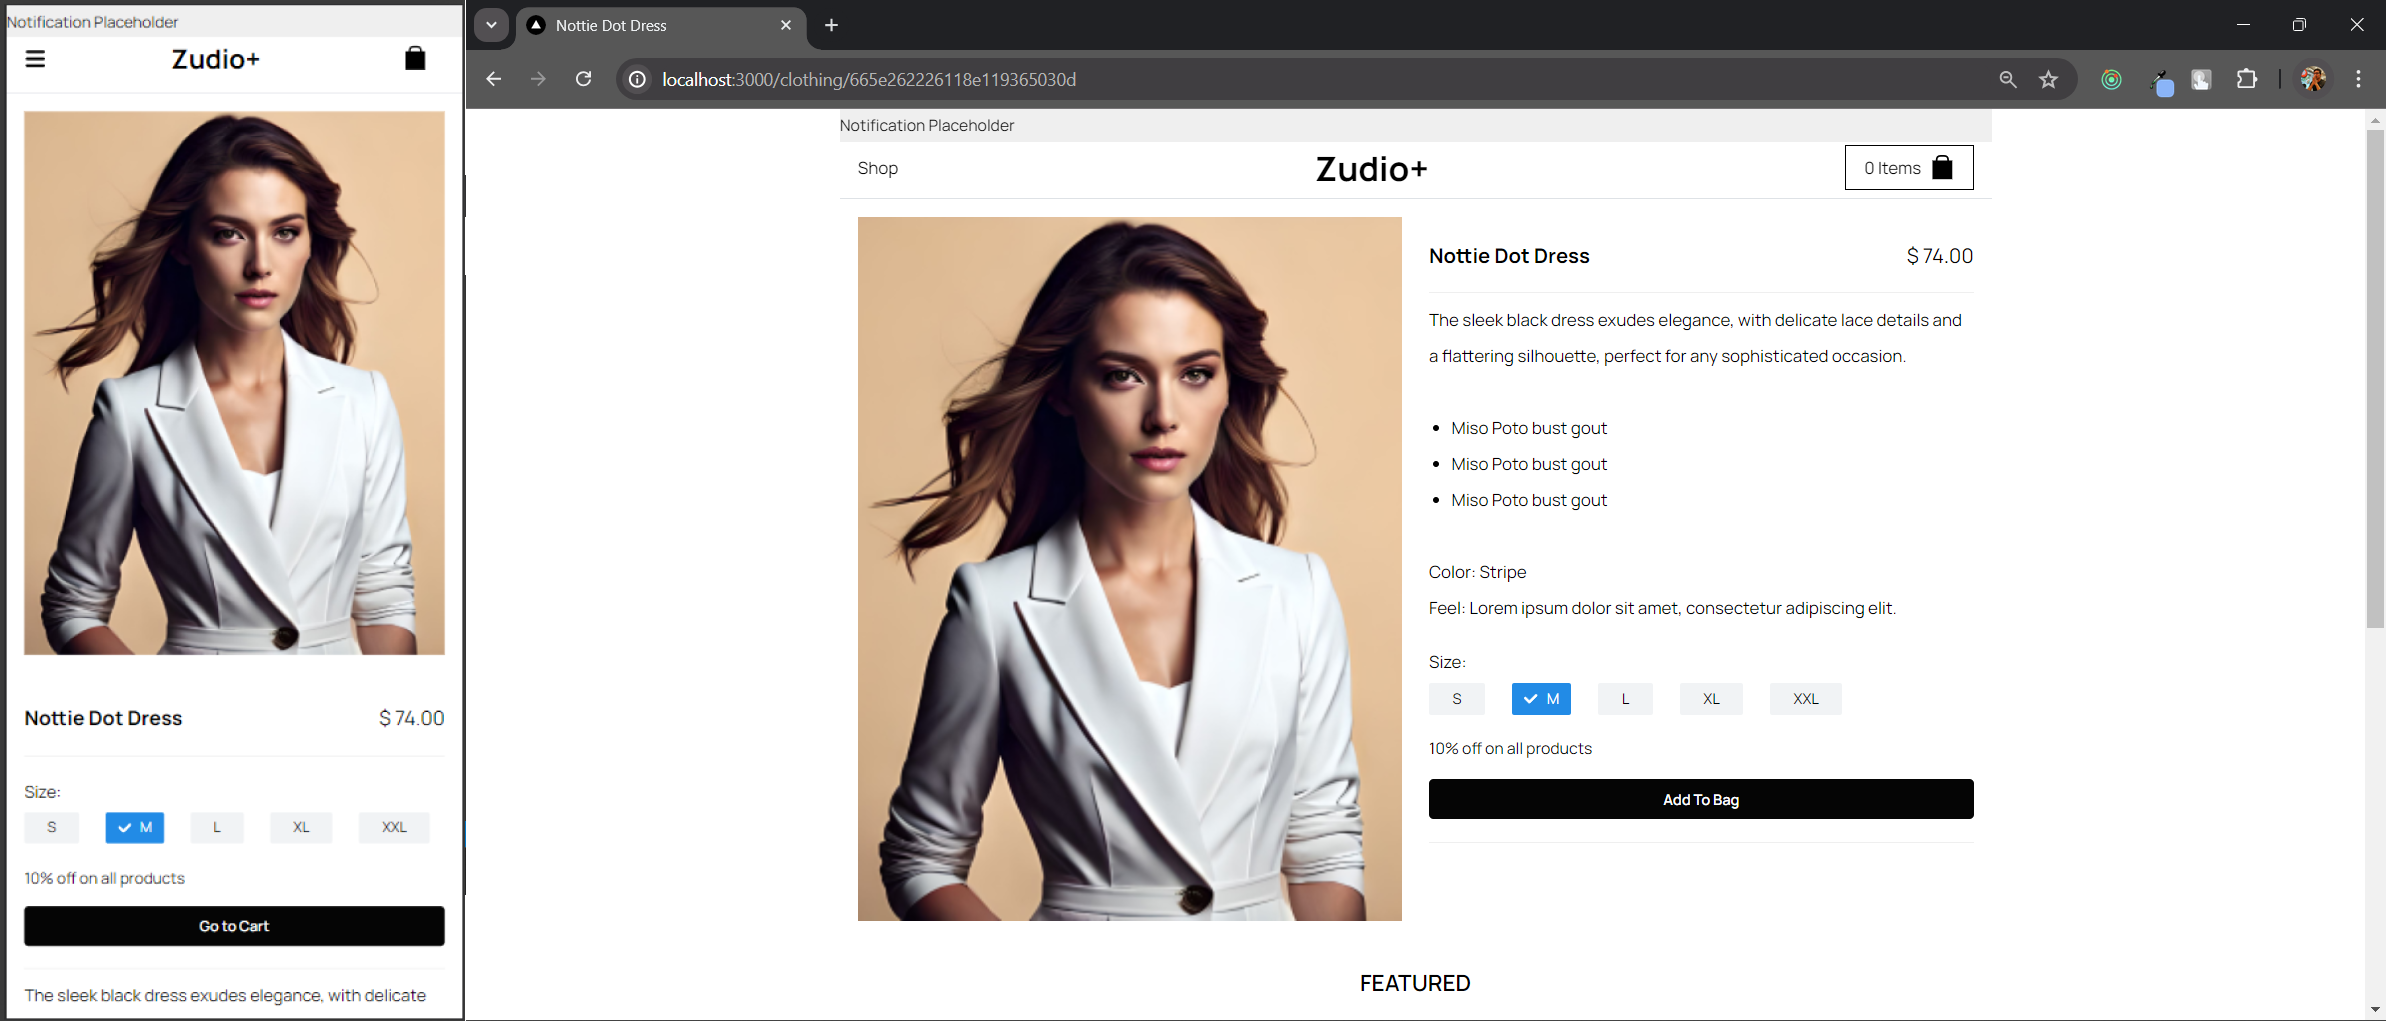 Notification Placeholder
Zudio+
Nottie Dot Dress
$ 74.00
Size:
S
M
L
XL
XXL
10% off on all products
Go to Cart
The sleek black dress exudes elegance, with delicate
Nottie Dot Dress
localhost:3000/clothing/665e262226118e119365030d
Notification Placeholder
Shop
Zudio+
0 Items
Nottie Dot Dress
$ 74.00
The sleek black dress exudes elegance, with delicate lace details and
a flattering silhouette, perfect for any sophisticated occasion.
Miso Poto bust gout
Miso Poto bust gout
Miso Poto bust gout
Color: Stripe
Feel: Lorem ipsum dolor sit amet, consectetur adipiscing elit.
Size:
S
M
L
XL
XXL
10% off on all products
Add To Bag
FEATURED